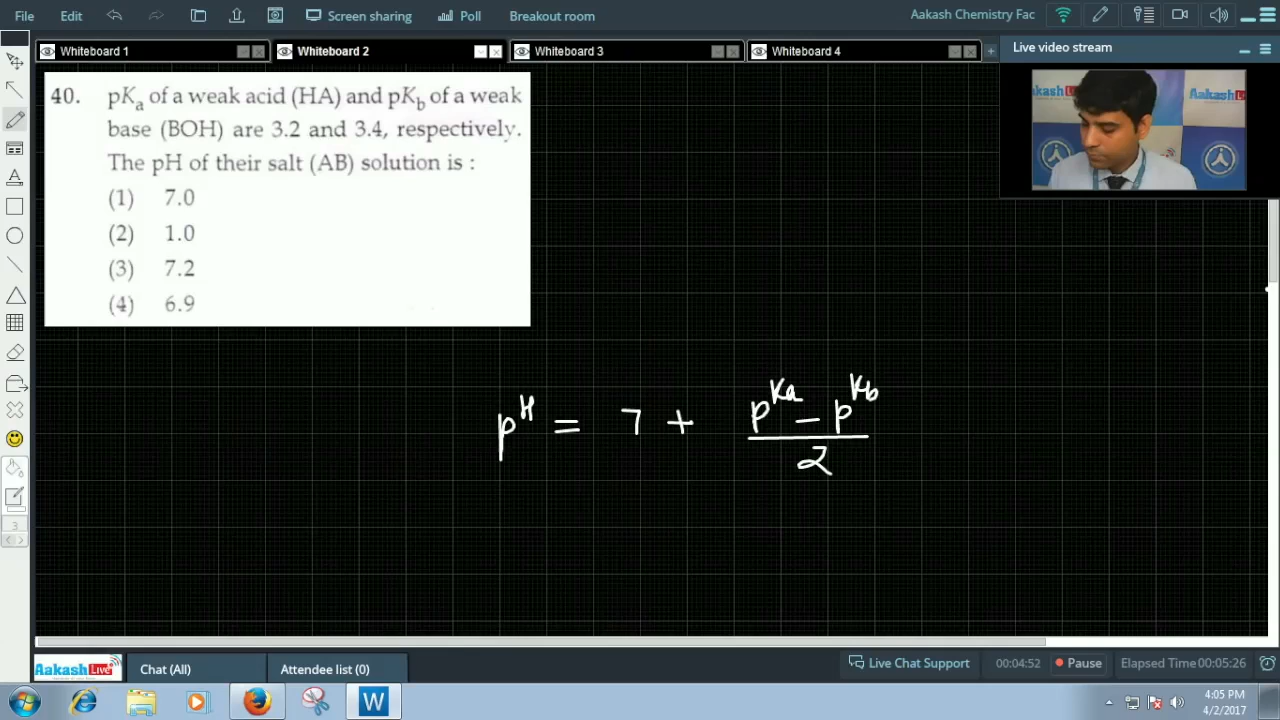 File Edit Screen sharing Poll Breakout room Aakash Chemistry Fac
Whiteboard 1 Whiteboard 2 Whiteboard 3 Whiteboard 4 +
Live video stream
40. pKa of a weak acid (HA) and pKb of a weak
base (BOH) are 3.2 and 3.4, respectively.
The pH of their salt (AB) solution is :
(1) 7.0
(2) 1.0
(3) 7.2
(4) 6.9
pH = 7 + pKa - pKb
2
3
Aakash Live Chat (All) Attendee list (0) Live Chat Support 00:04:52 Pause Elapsed Time 00:05:26
4:05 PM
4/2/2017